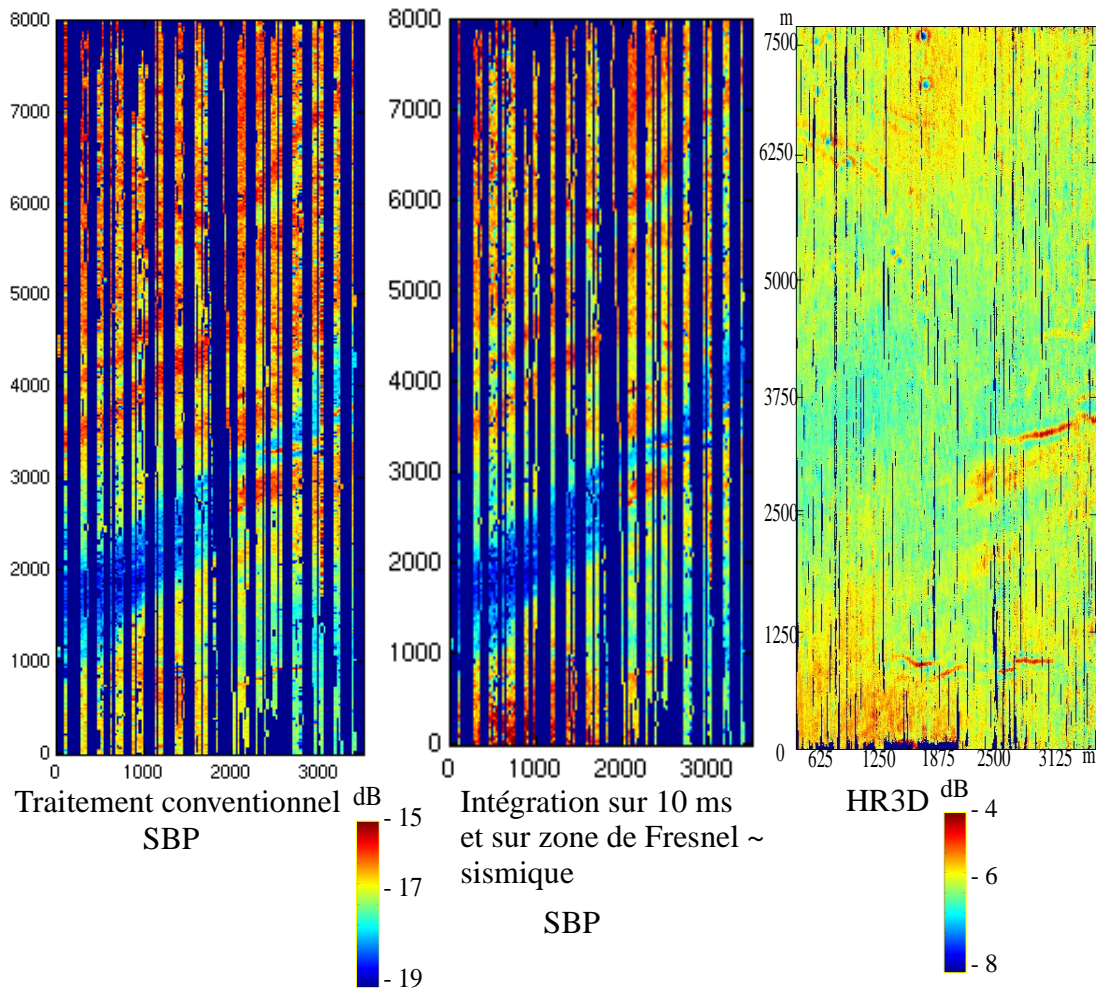 8000
7000
6000
5000
4000
3000
2000
1000
0
0 1000 2000 3000
8000
7000
6000
5000
4000
3000
2000
1000
0
0 1000 2000 3000
m
7500
6250
5000
3750
2500
1250
0
625 1250 1875 2500 3125 m
Traitement conventionnel
SBP
dB
- 15
- 17
- 19
Intégration sur 10 ms
et sur zone de Fresnel ~
sismique
SBP
HR3D
dB
- 4
- 6
- 8